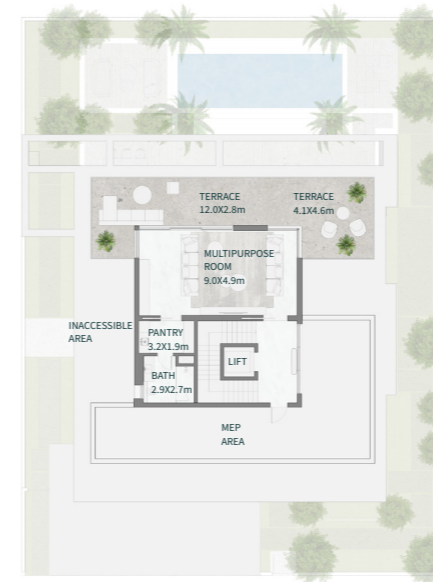 TERRACE
12.0X2.8m
TERRACE
4.1X4.6m
MULTIPURPOSE
ROOM
9.0X4.9m
INACCESSIBLE
AREA
PANTRY
3.2X1.9m
LIFT
BATH
2.9X2.7m
MEP
AREA